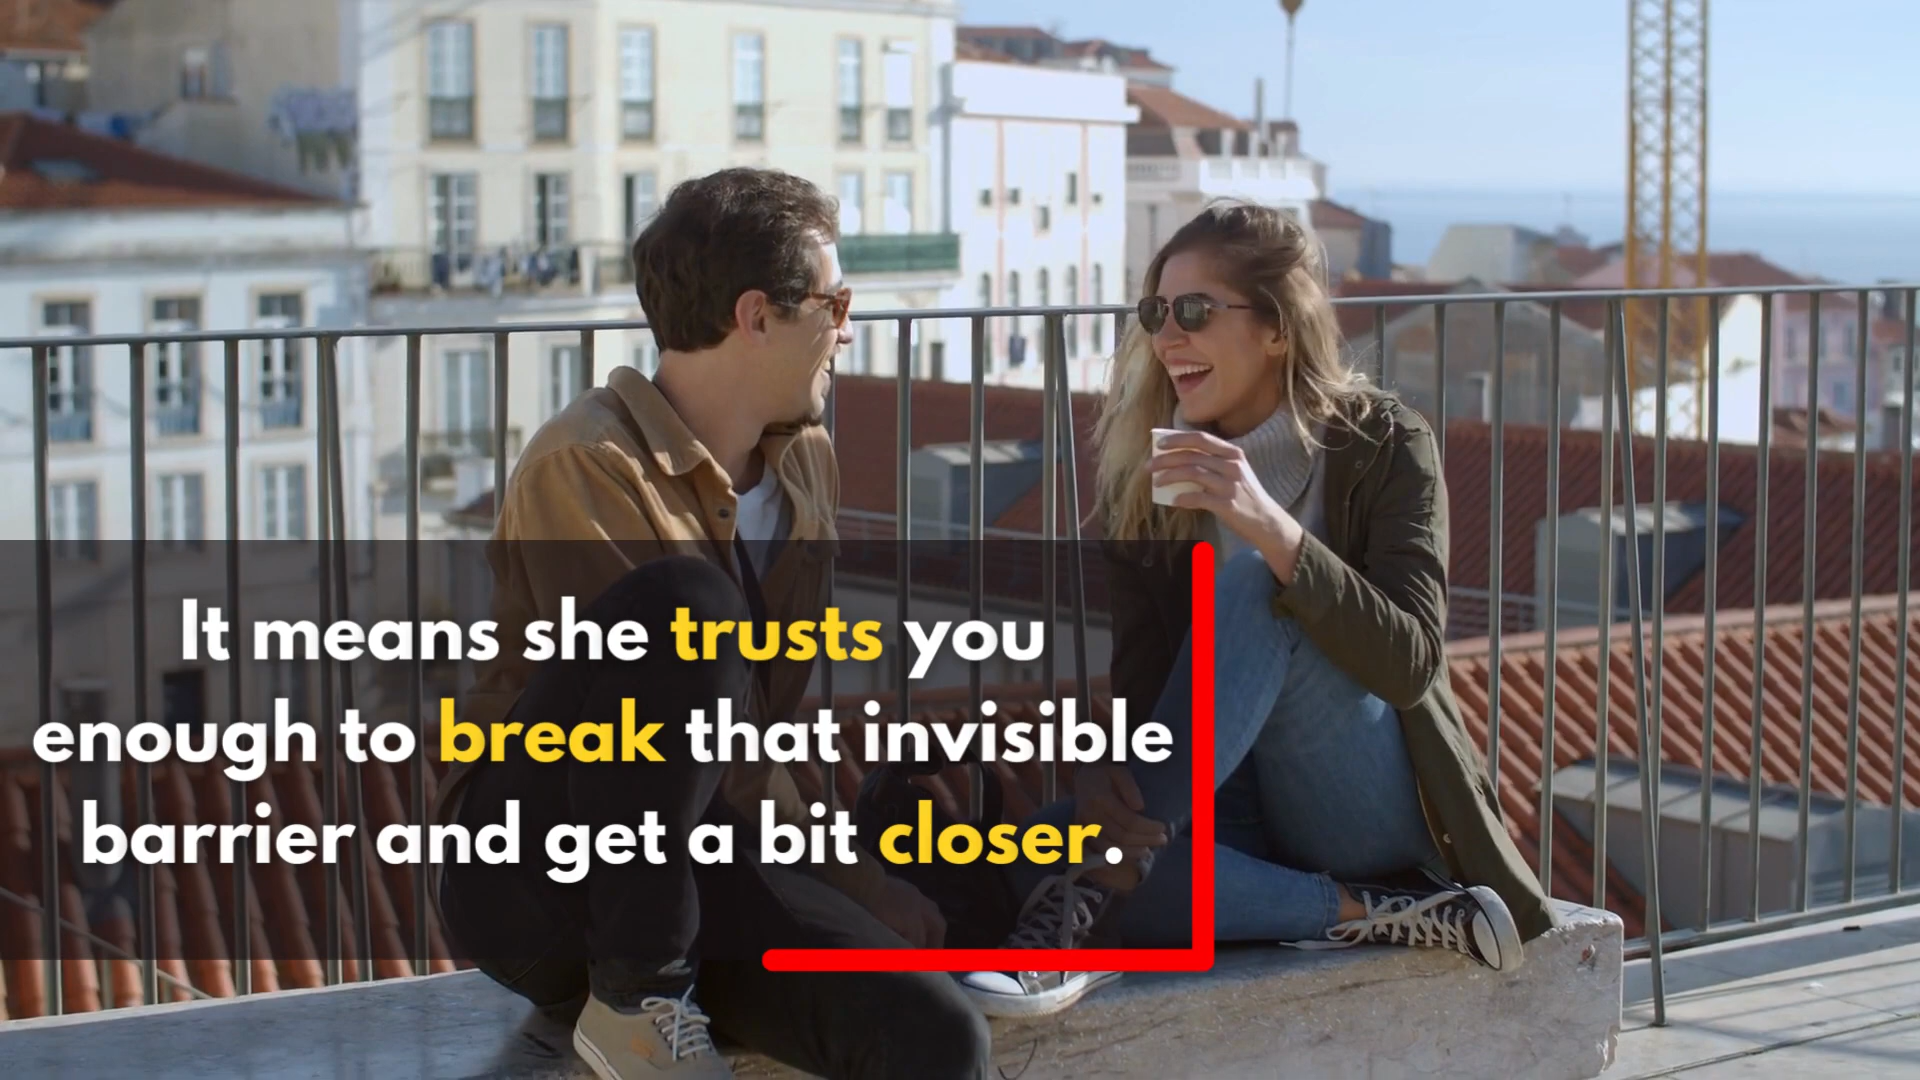 It means she trusts you
enough to break that invisible
barrier and get a bit closer.